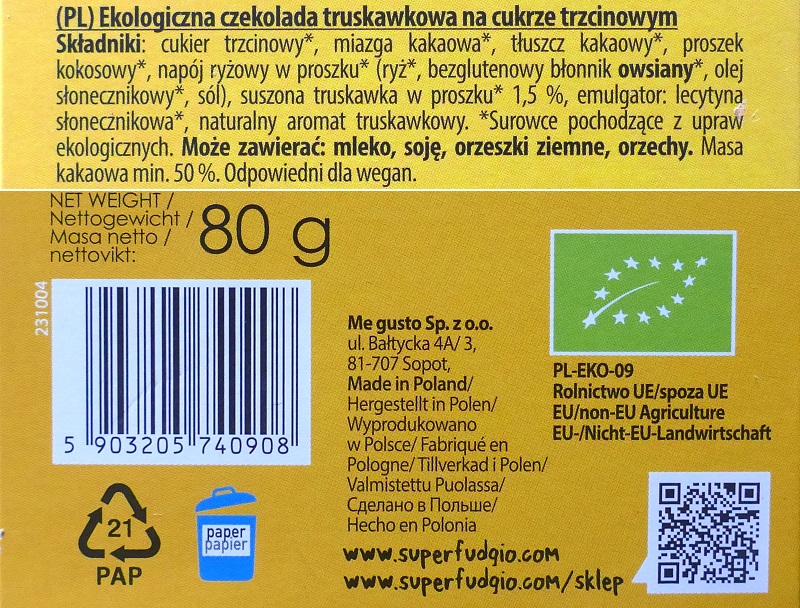 (PL) Ekologiczna czekolada truskawkowa na cukrze trzcinowym
Składniki: cukier trzcinowy*, miazga kakaowa*, tłuszcz kakaowy*, proszek
kokosowy*, napój ryżowy w proszku* (ryż*, bezglutenowy błonnik owsiany*, olej
słonecznikowy*, sól), suszona truskawka w proszku* 1,5 %, emulgator: lecytyna
słonecznikowa*, naturalny aromat truskawkowy. *Surowce pochodzące z upraw
ekologicznych. Może zawierać: mleko, soję, orzeszki ziemne, orzechy. Masa
kakaowa min. 50 %. Odpowiedni dla wegan.
NET WEIGHT /
Nettogewicht /
Masa netto /
nettovikt:
80 g
231004
5 903205 740908
Me gusto Sp. z o.o.
ul. Bałtycka 4A/ 3,
81-707 Sopot,
Made in Poland/
Hergestellt in Polen/
Wyprodukowano
w Polsce/ Fabriqué en
Pologne/ Tillverkad i Polen/
Valmistettu Puolassa/
Сделано в Польше/
Hecho en Polonia
PL-EKO-09
Rolnictwo UE/spoza UE
EU/non-EU Agriculture
EU-/Nicht-EU-Landwirtschaft
21
PAP
paper
papier
www.superfudgio.com
www.superfudgio.com/sklep